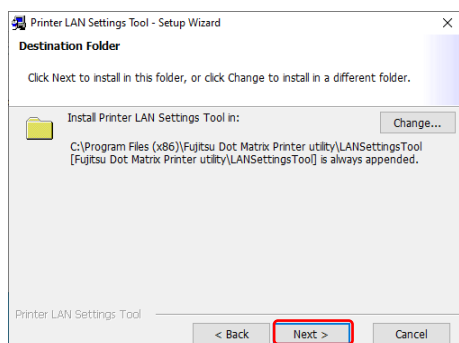 Printer LAN Settings Tool - Setup Wizard
Destination Folder
Click Next to install in this folder, or click Change to install in a different folder.
Install Printer LAN Settings Tool in:
Change...
C:\Program Files (x86)\Fujitsu Dot Matrix Printer utility\LANSettingsTool
[Fujitsu Dot Matrix Printer utility\LANSettingsTool] is always appended.
Printer LAN Settings Tool
< Back Next > Cancel